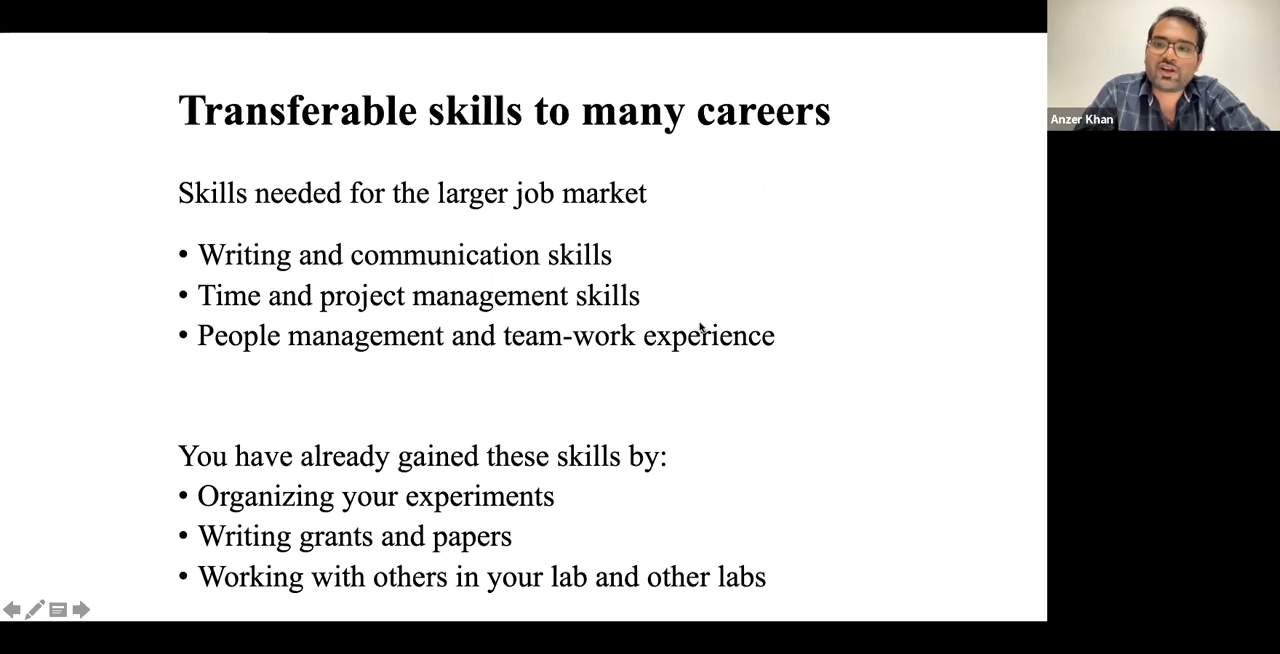 Transferable skills to many careers
Skills needed for the larger job market
• Writing and communication skills
• Time and project management skills
• People management and team-work experience
You have already gained these skills by:
• Organizing your experiments
• Writing grants and papers
• Working with others in your lab and other labs
Anzer Khan